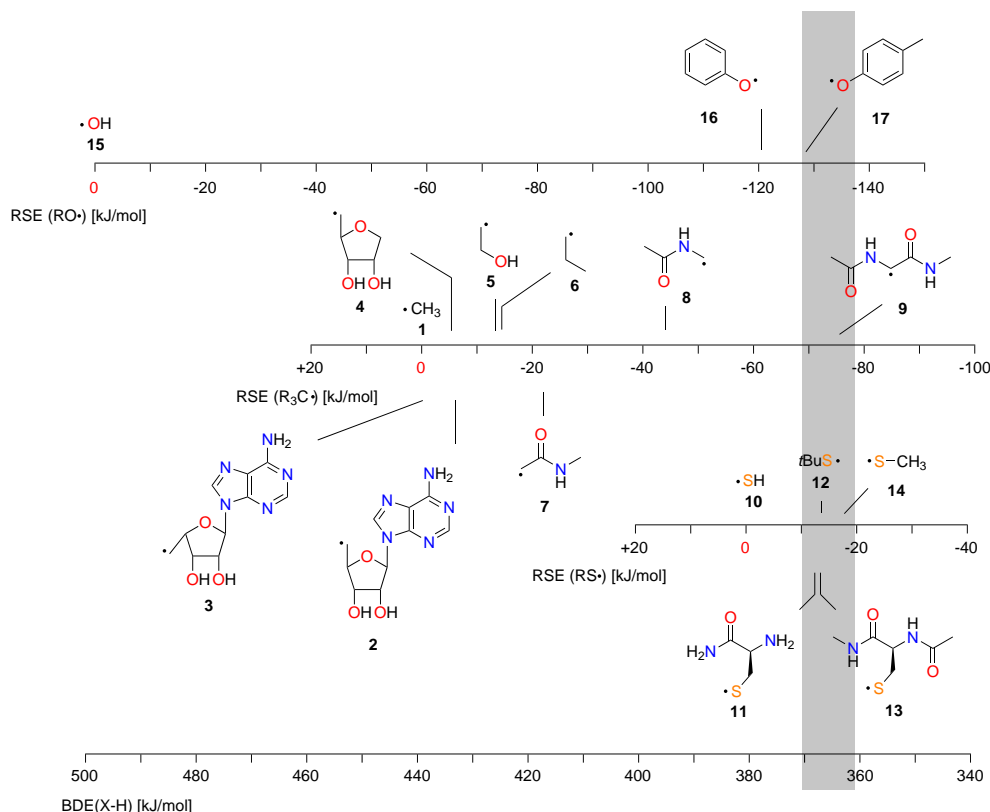 •OH
15
O•
16
•O
17
0 -20 -40 -60 -80 -100 -120 -140
RSE (RO•) [kJ/mol]
O
OH OH
4
•CH3
1
OH
5
6
H
N
O
8
O
H
N
N
H
O
9
+20 0 -20 -40 -60 -80 -100
RSE (R3C•) [kJ/mol]
NH2
N
N
N
N
O
OH OH
3
NH2
N
N
N
N
O
OH OH
2
O
N
H
7
•SH
10
tBuS•
12
•S–CH3
14
+20 0 -20 -40
RSE (RS•) [kJ/mol]
O
NH2
H2N
•S
11
O
H
N
N
H
O
•S
13
500 480 460 440 420 400 380 360 340
BDE(X-H) [kJ/mol]